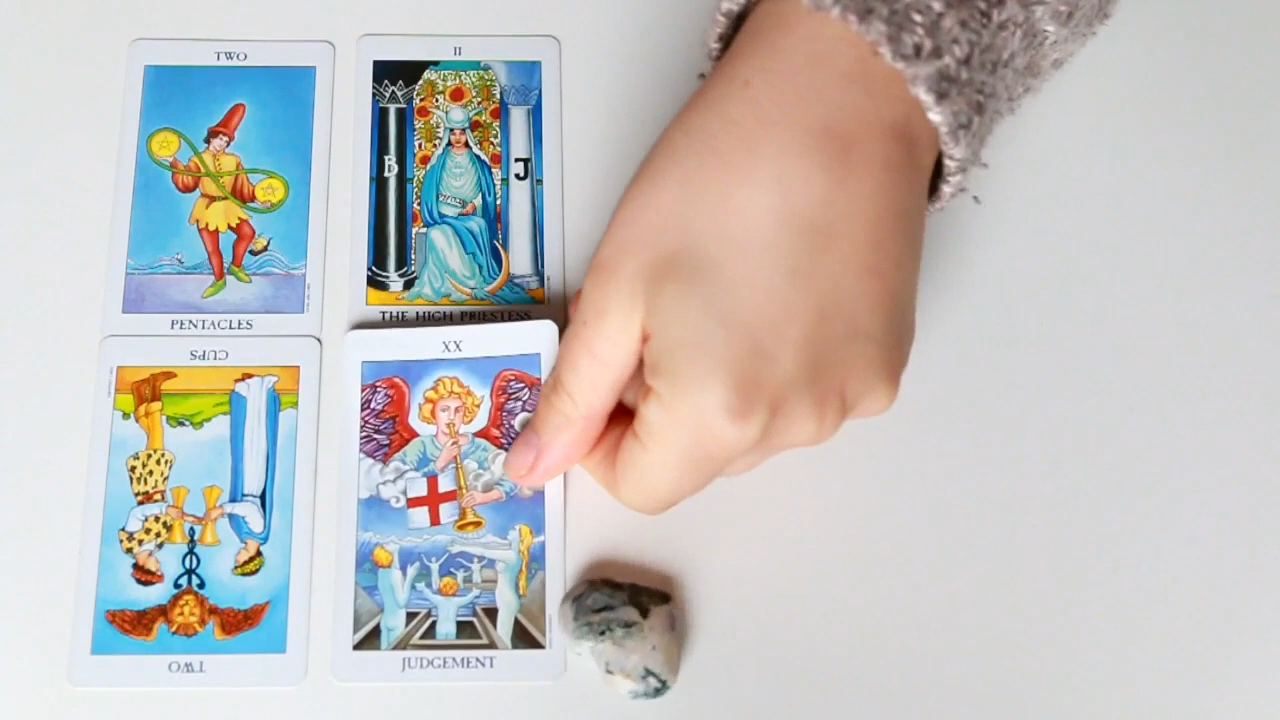 TWO
PENTACLES
II
B
J
THE HIGH PRIESTESS
CUPS
TWO
XX
JUDGEMENT